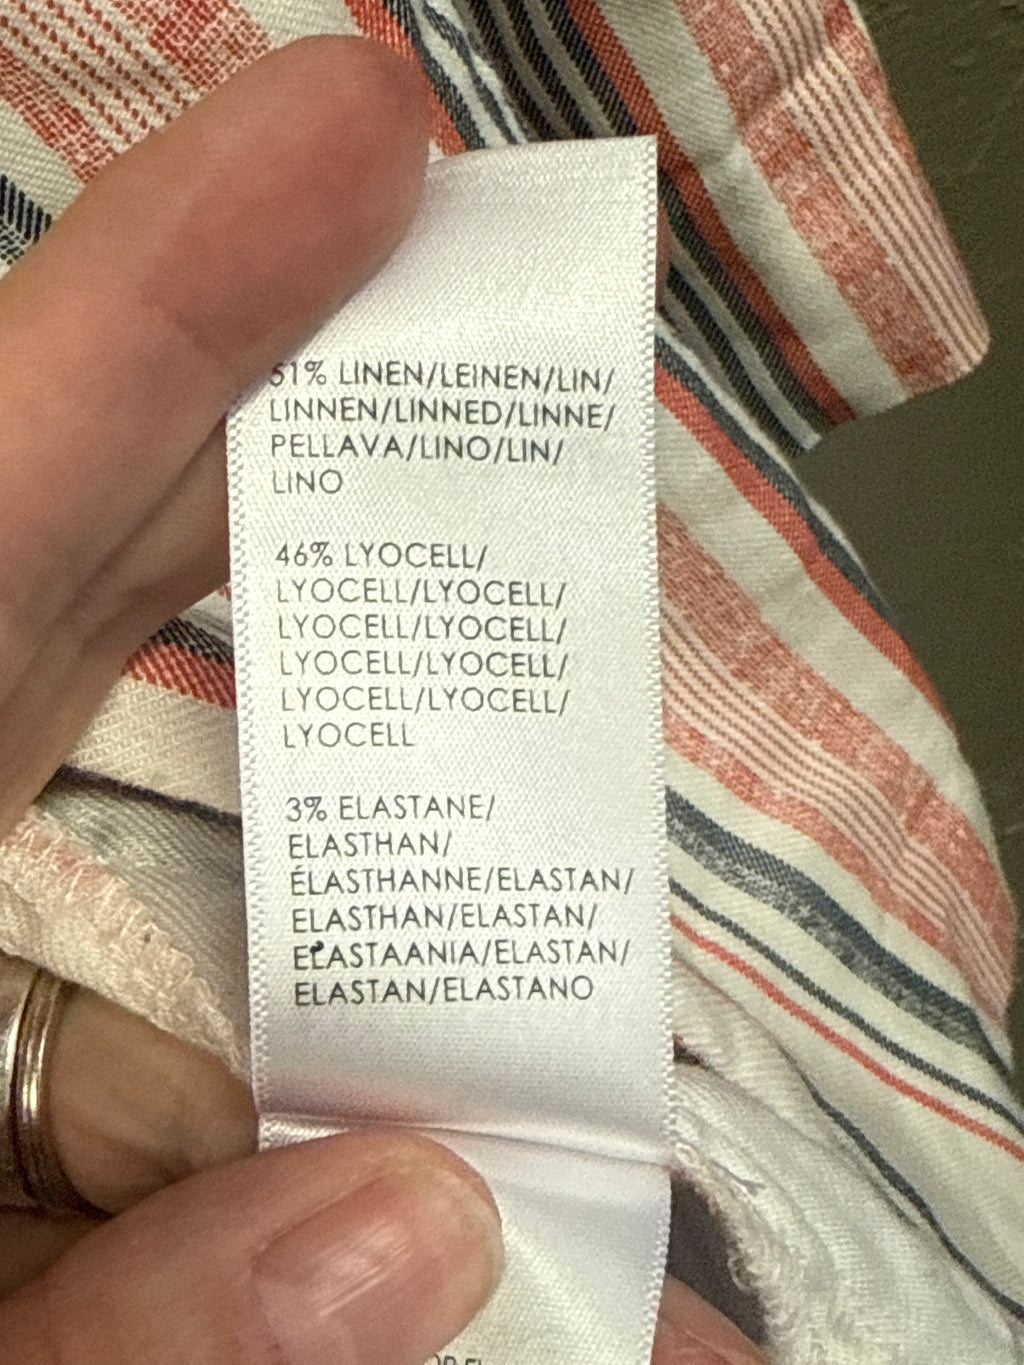 51% LINEN/LEINEN/LIN/
LINNEN/LINNED/LINNE/
PELLAVA/LINO/LIN/
LINO
46% LYOCELL/
LYOCELL/LYOCELL/
LYOCELL/LYOCELL/
LYOCELL/LYOCELL/
LYOCELL/LYOCELL/
LYOCELL
3% ELASTANE/
ELASTHAN/
ÉLASTHANNE/ELASTAN/
ELASTHAN/ELASTAN/
ELASTAANIA/ELASTAN/
ELASTAN/ELASTANO